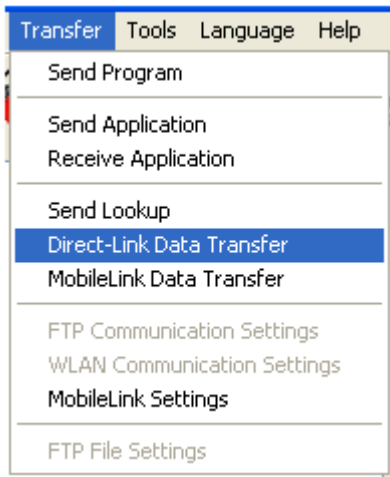 Transfer Tools Language Help
Send Program
Send Application
Receive Application
Send Lookup
Direct-Link Data Transfer
MobileLink Data Transfer
FTP Communication Settings
WLAN Communication Settings
MobileLink Settings
FTP File Settings